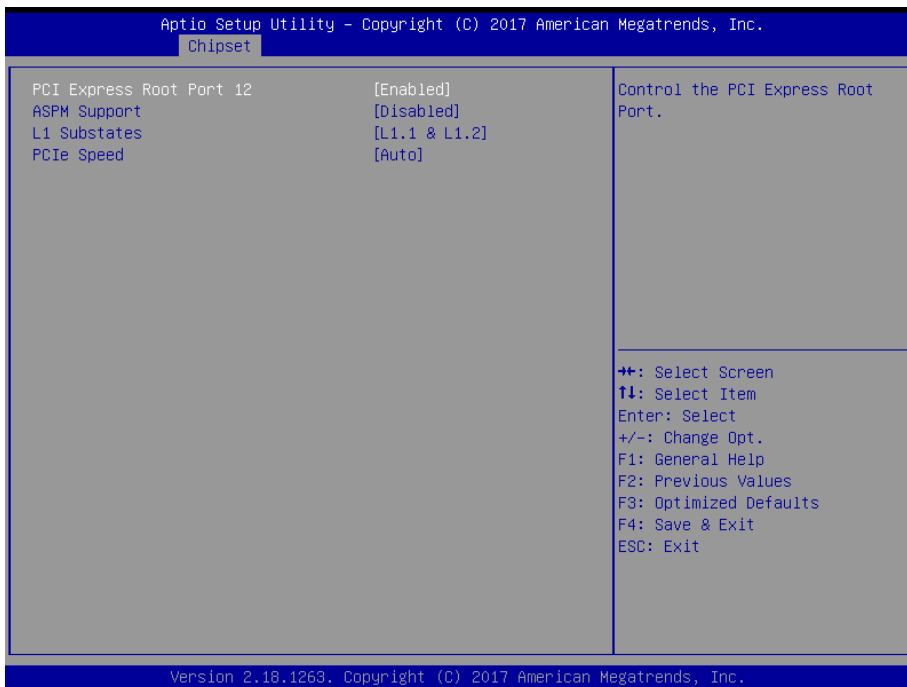 Aptio Setup Utility – Copyright (C) 2017 American Megatrends, Inc.
Chipset
PCI Express Root Port 12 [Enabled]
ASPM Support [Disabled]
L1 Substates [L1.1 & L1.2]
PCIe Speed [Auto]
Control the PCI Express Root
Port.
→←: Select Screen
↑↓: Select Item
Enter: Select
+/-: Change Opt.
F1: General Help
F2: Previous Values
F3: Optimized Defaults
F4: Save & Exit
ESC: Exit
Version 2.18.1263. Copyright (C) 2017 American Megatrends, Inc.